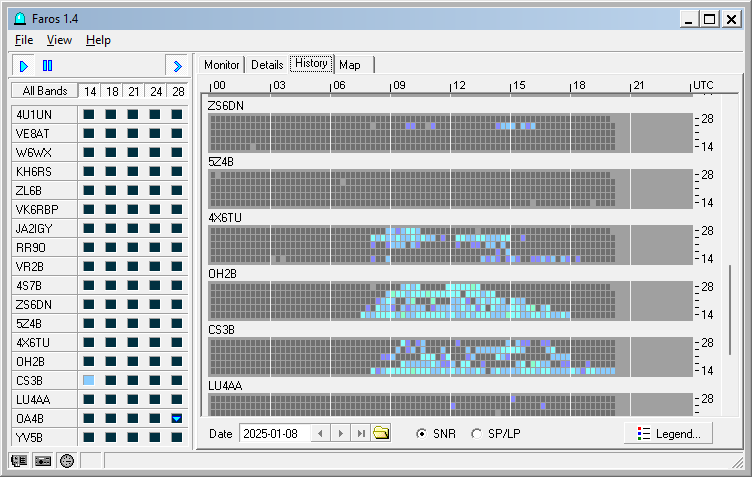 Faros 1.4
File View Help
Monitor Details History Map
All Bands 14 18 21 24 28
00 03 06 09 12 15 18 21 UTC
4U1UN
VE8AT
W6WX
KH6RS
ZL6B
VK6RBP
JA2IGY
RR9O
VR2B
4S7B
ZS6DN
5Z4B
4X6TU
OH2B
CS3B
LU4AA
OA4B
YV5B
ZS6DN
28
14
5Z4B
28
14
4X6TU
28
14
OH2B
28
14
CS3B
28
14
LU4AA
28
Date 2025-01-08 SNR SP/LP Legend...